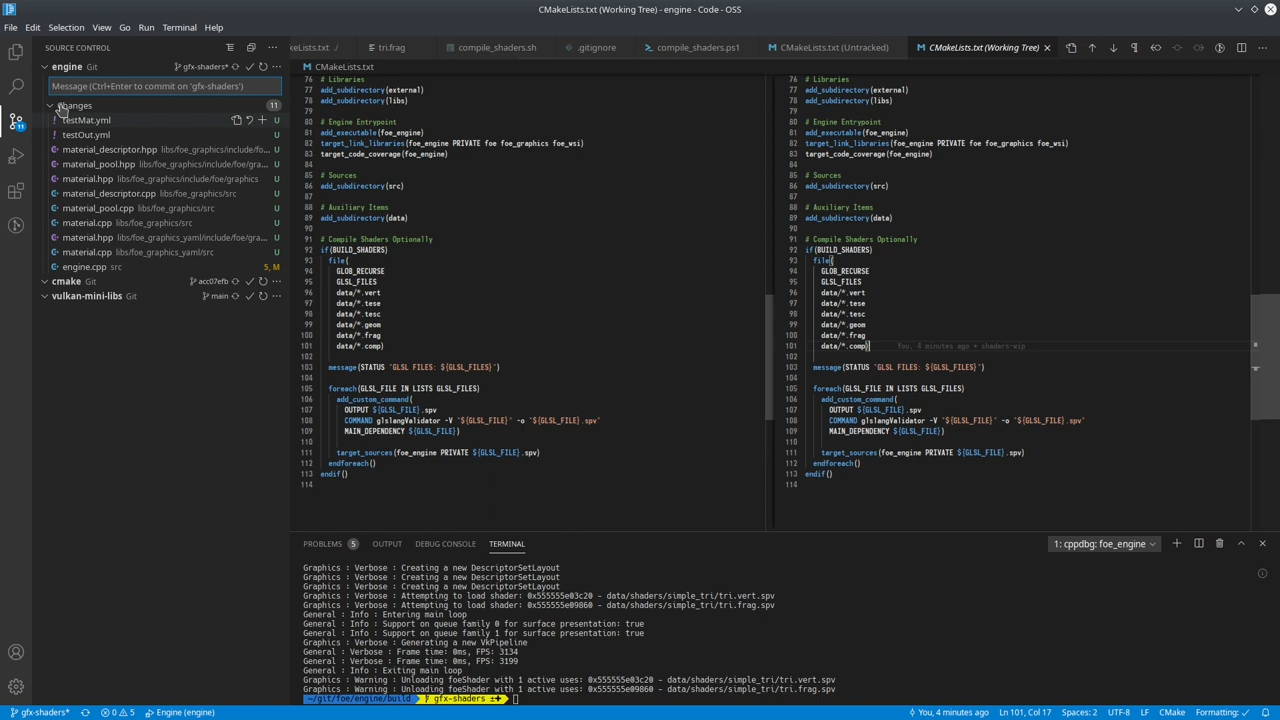 CMakeLists.txt (Working Tree) - engine - Code - OSS
File Edit Selection View Go Run Terminal Help
SOURCE CONTROL
engine Git gfx-shaders*
Message (Ctrl+Enter to commit on 'gfx-shaders')
Changes 11
testMat.yml U
testOut.yml U
material_descriptor.hpp libs/foe_graphics/include/fo... U
material_pool.hpp libs/foe_graphics/include/foe/gra... U
material.hpp libs/foe_graphics/include/foe/graphics U
material_descriptor.cpp libs/foe_graphics/src U
material_pool.cpp libs/foe_graphics/src U
material.cpp libs/foe_graphics/src U
material.hpp libs/foe_graphics_yaml/include/foe/gra... U
material.cpp libs/foe_graphics_yaml/src U
engine.cpp src 5, M
cmake acc07efb
vulkan-mini-libs main
11
keLists.txt ./ tri.frag compile_shaders.sh .gitignore compile_shaders.ps1 CMakeLists.txt (Untracked) CMakeLists.txt (Working Tree)
CMakeLists.txt
76 # Libraries
77 add_subdirectory(external)
78 add_subdirectory(libs)
79
80 # Engine Entrypoint
81 add_executable(foe_engine)
82 target_link_libraries(foe_engine PRIVATE foe foe_graphics foe_wsi)
83 target_code_coverage(foe_engine)
84
85 # Sources
86 add_subdirectory(src)
87
88 # Auxiliary Items
89 add_subdirectory(data)
90
91 # Compile Shaders Optionally
92 if(BUILD_SHADERS)
93 file(
94 GLOB_RECURSE
95 GLSL_FILES
96 data/*.vert
97 data/*.tese
98 data/*.tesc
99 data/*.geom
100 data/*.frag
101 data/*.comp)
102
103 message(STATUS "GLSL FILES: ${GLSL_FILES}")
104
105 foreach(GLSL_FILE IN LISTS GLSL_FILES)
106 add_custom_command(
107 OUTPUT ${GLSL_FILE}.spv
108 COMMAND glslangValidator -V "${GLSL_FILE}" -o "${GLSL_FILE}.spv"
109 MAIN_DEPENDENCY ${GLSL_FILE})
110
111 target_sources(foe_engine PRIVATE ${GLSL_FILE}.spv)
112 endforeach()
113 endif()
114
76 # Libraries
77 add_subdirectory(external)
78 add_subdirectory(libs)
79
80 # Engine Entrypoint
81 add_executable(foe_engine)
82 target_link_libraries(foe_engine PRIVATE foe foe_graphics foe_wsi)
83 target_code_coverage(foe_engine)
84
85 # Sources
86 add_subdirectory(src)
87
88 # Auxiliary Items
89 add_subdirectory(data)
90
91 # Compile Shaders Optionally
92 if(BUILD_SHADERS)
93 file(
94 GLOB_RECURSE
95 GLSL_FILES
96 data/*.vert
97 data/*.tese
98 data/*.tesc
99 data/*.geom
100 data/*.frag
101 data/*.comp) You, 4 minutes ago • shaders-wip
102
103 message(STATUS "GLSL FILES: ${GLSL_FILES}")
104
105 foreach(GLSL_FILE IN LISTS GLSL_FILES)
106 add_custom_command(
107 OUTPUT ${GLSL_FILE}.spv
108 COMMAND glslangValidator -V "${GLSL_FILE}" -o "${GLSL_FILE}.spv"
109 MAIN_DEPENDENCY ${GLSL_FILE})
110
111 target_sources(foe_engine PRIVATE ${GLSL_FILE}.spv)
112 endforeach()
113 endif()
114
PROBLEMS 5 OUTPUT DEBUG CONSOLE TERMINAL 1: cppdbg: foe_engine
Graphics : Verbose : Creating a new DescriptorSetLayout
Graphics : Verbose : Creating a new DescriptorSetLayout
Graphics : Verbose : Creating a new DescriptorSetLayout
Graphics : Verbose : Attempting to load shader: 0x555555e03c20 - data/shaders/simple_tri/tri.vert.spv
Graphics : Verbose : Attempting to load shader: 0x555555e09860 - data/shaders/simple_tri/tri.frag.spv
General : Info : Entering main loop
General : Info : Support on queue family 0 for surface presentation: true
General : Info : Support on queue family 1 for surface presentation: true
Graphics : Verbose : Generating a new VkPipeline
General : Verbose : Frame time: 0ms, FPS: 3134
General : Verbose : Frame time: 0ms, FPS: 3199
General : Info : Exiting main loop
Graphics : Warning : Unloading foeShader with 1 active uses: 0x555555e03c20 - data/shaders/simple_tri/tri.vert.spv
Graphics : Warning : Unloading foeShader with 1 active uses: 0x555555e09860 - data/shaders/simple_tri/tri.frag.spv
~/git/foe/engine/build gfx-shaders ±✚
gfx-shaders* 0 5 Engine (engine) You, 4 minutes ago Ln 101, Col 17 Spaces: 2 UTF-8 LF CMake Formatting: ✓